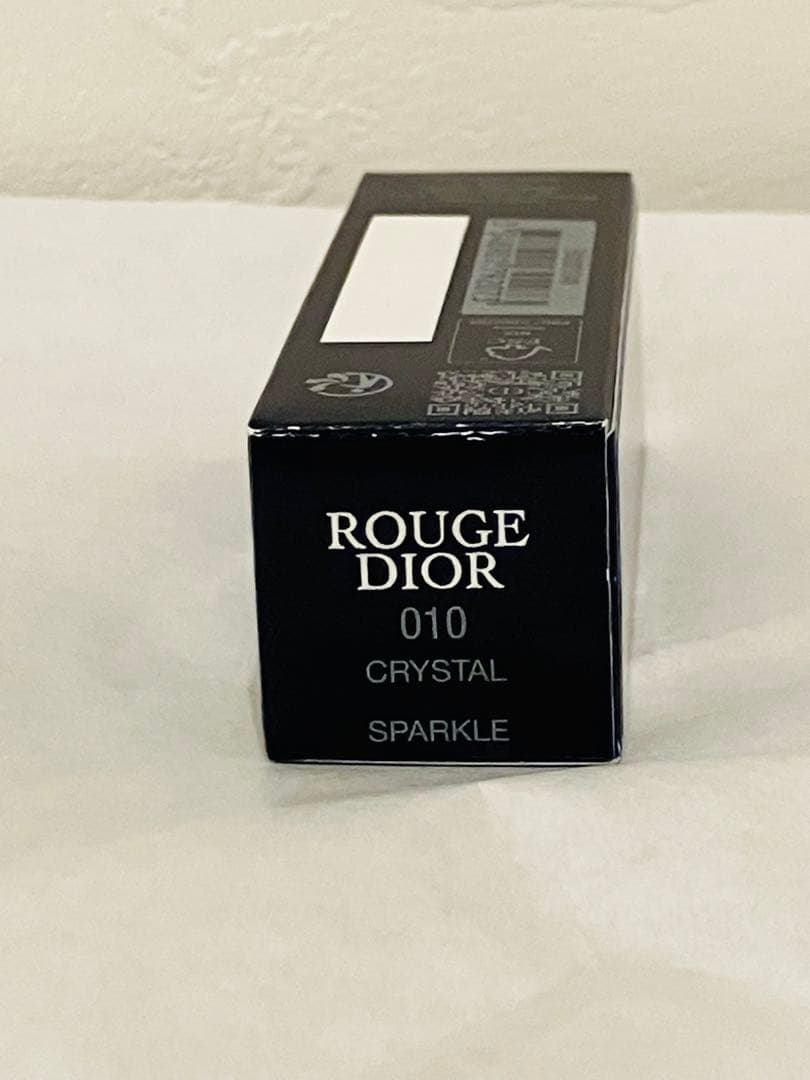 ROUGE
DIOR
010
CRYSTAL
SPARKLE